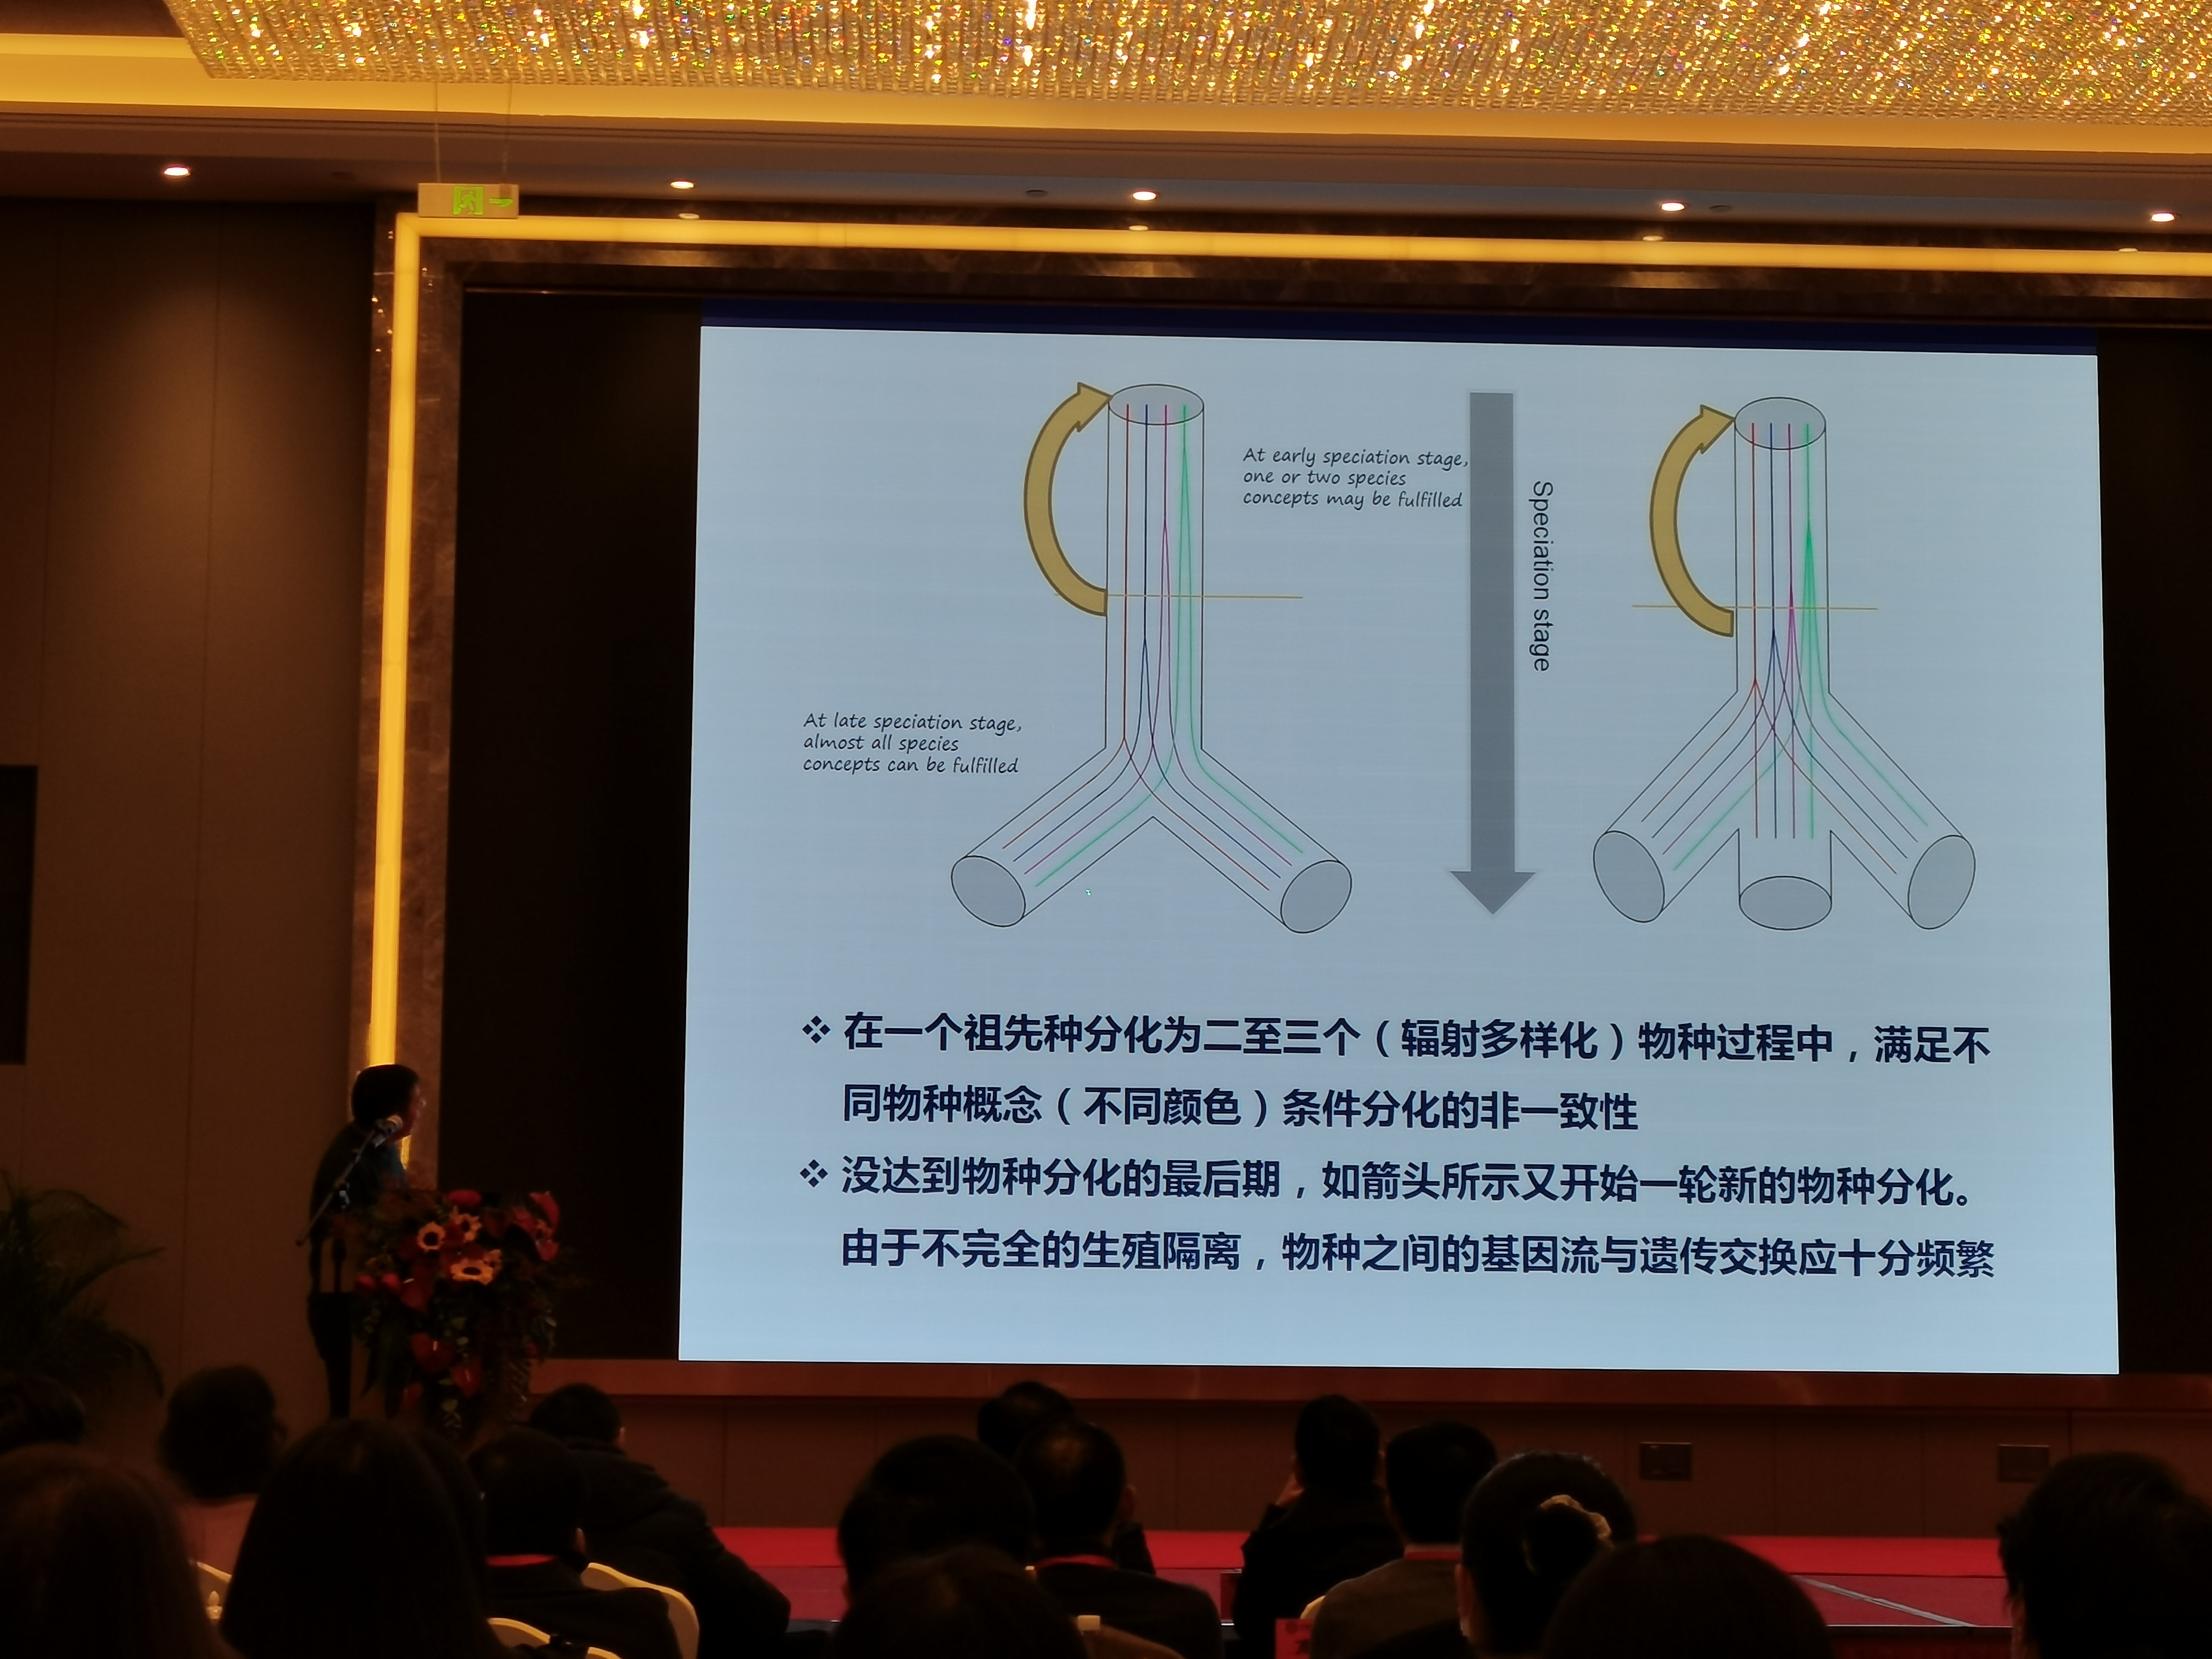 At early speciation stage,
one or two species
concepts may be fulfilled
Speciation stage
At late speciation stage,
almost all species
concepts can be fulfilled
❖ 在一个祖先种分化为二至三个（辐射多样化）物种过程中，满足不
同物种概念（不同颜色）条件分化的非一致性
❖ 没达到物种分化的最后期，如箭头所示又开始一轮新的物种分化。
由于不完全的生殖隔离，物种之间的基因流与遗传交换应十分频繁